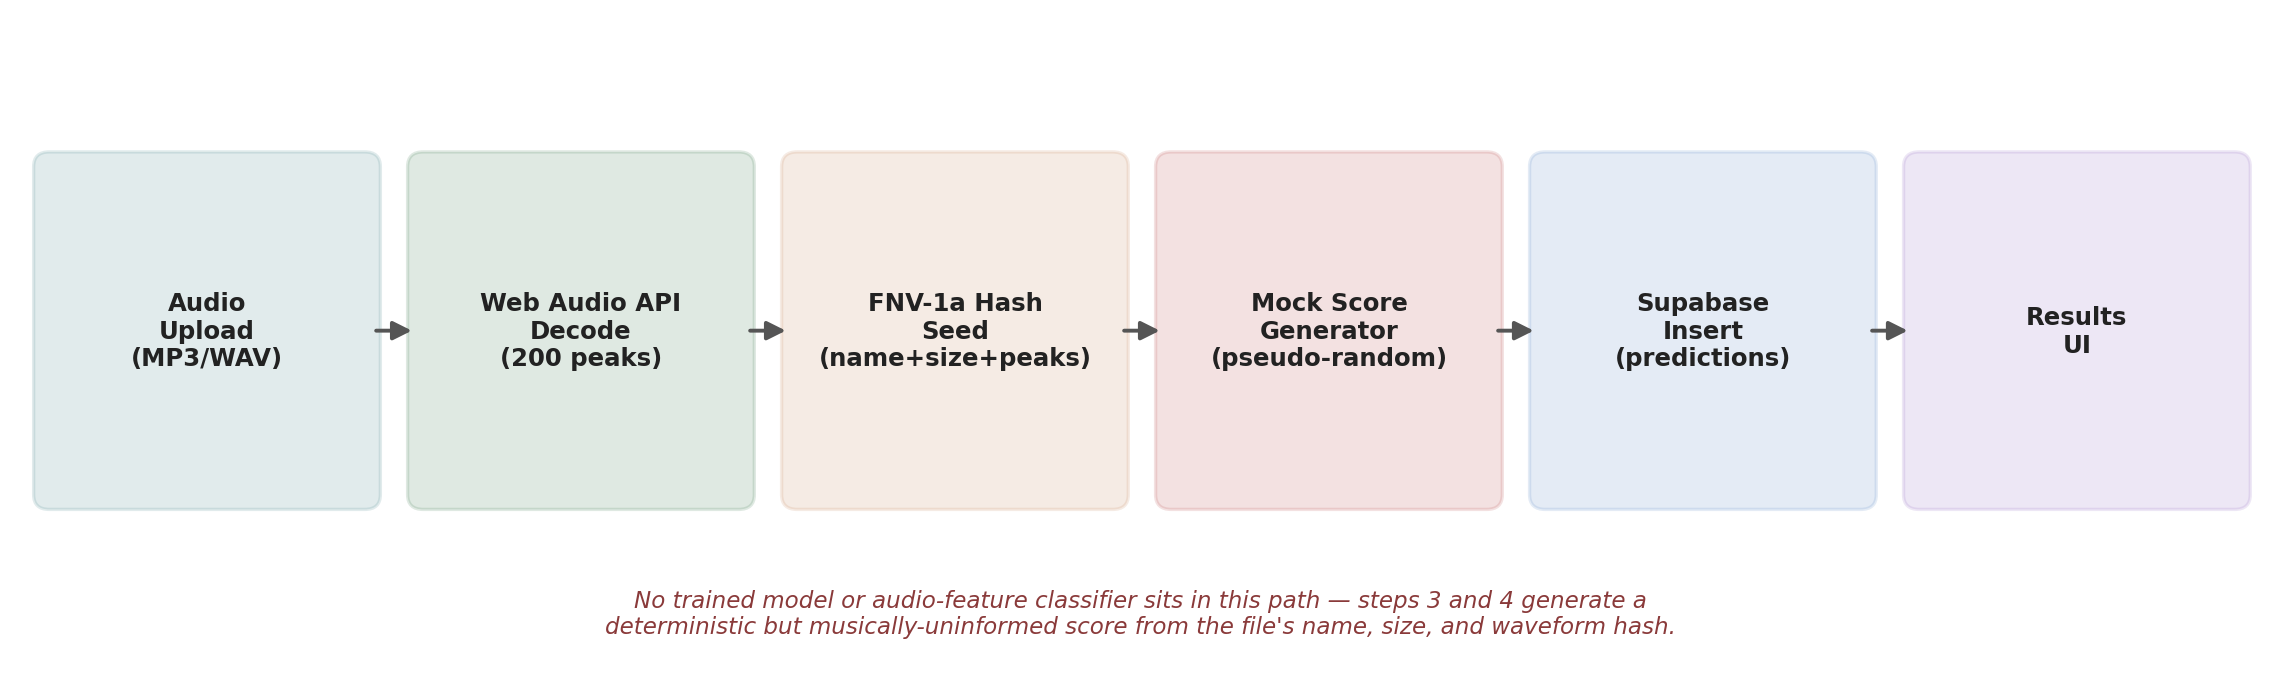 Audio
Upload
(MP3/WAV)
Web Audio API
Decode
(200 peaks)
FNV-1a Hash
Seed
(name+size+peaks)
Mock Score
Generator
(pseudo-random)
Supabase
Insert
(predictions)
Results
UI
No trained model or audio-feature classifier sits in this path — steps 3 and 4 generate a
deterministic but musically-uninformed score from the file's name, size, and waveform hash.